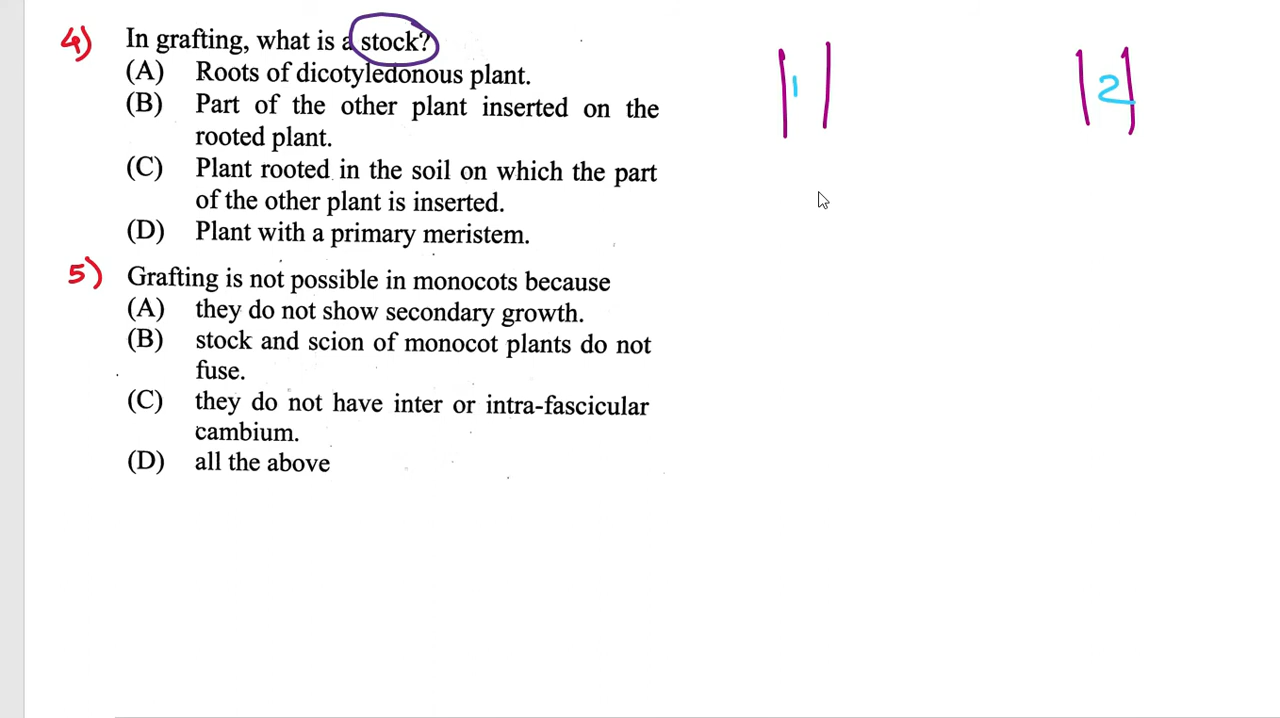 4) In grafting, what is a stock?
(A) Roots of dicotyledonous plant.
(B) Part of the other plant inserted on the
rooted plant.
(C) Plant rooted in the soil on which the part
of the other plant is inserted.
(D) Plant with a primary meristem.
5) Grafting is not possible in monocots because
(A) they do not show secondary growth.
(B) stock and scion of monocot plants do not
fuse.
(C) they do not have inter or intra-fascicular
cambium.
(D) all the above
1
2